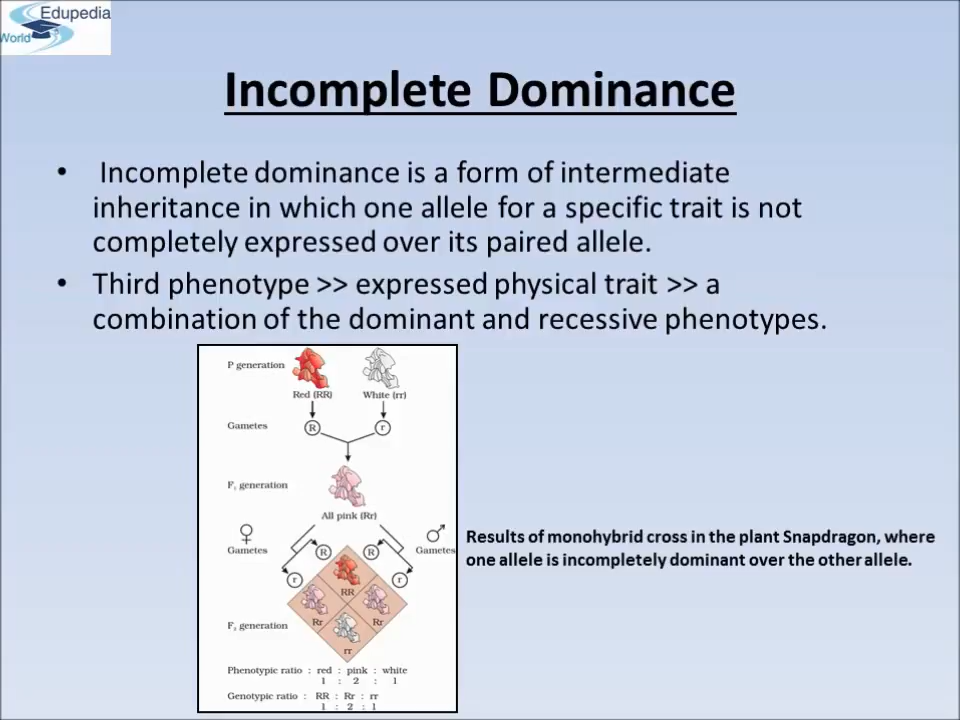 Edupedia
World
Incomplete Dominance
• Incomplete dominance is a form of intermediate
inheritance in which one allele for a specific trait is not
completely expressed over its paired allele.
• Third phenotype >> expressed physical trait >> a
combination of the dominant and recessive phenotypes.
P generation
Red (RR) White (rr)
Gametes R r
F₁ generation
All pink (Rr)
♀ ♂
Gametes R R Gametes
r r
RR
Rr Rr
F₂ generation
rr
Phenotypic ratio : red : pink : white
1 : 2 : 1
Genotypic ratio : RR : Rr : rr
1 : 2 : 1
Results of monohybrid cross in the plant Snapdragon, where
one allele is incompletely dominant over the other allele.